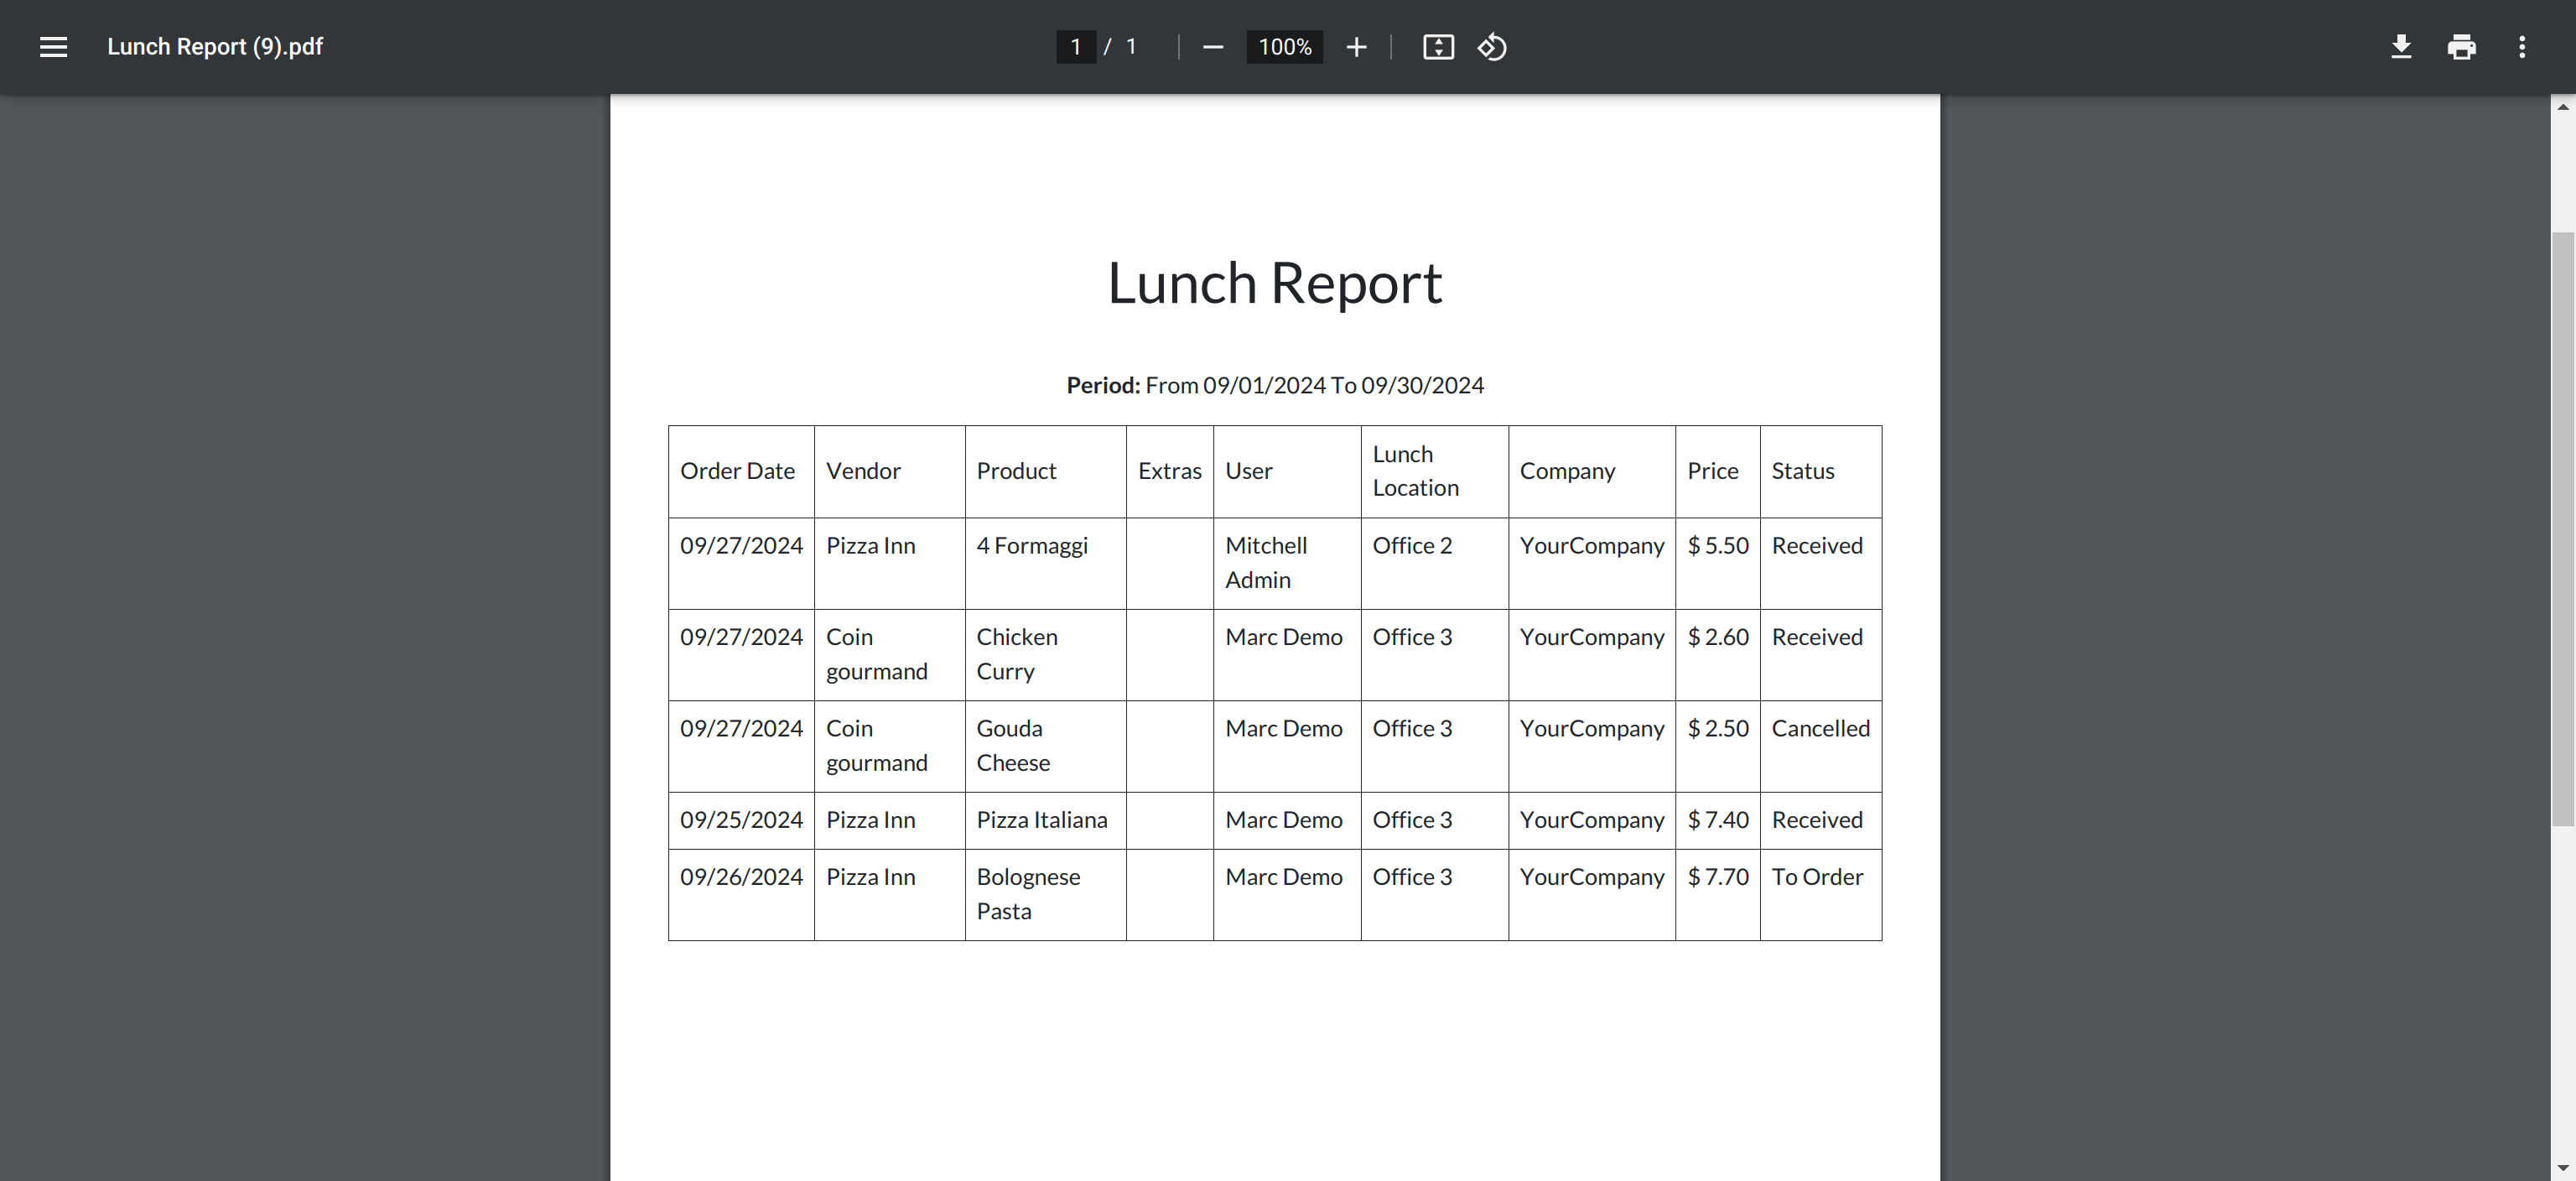 Lunch Report (9).pdf
1 / 1
100%
Lunch Report
Period: From 09/01/2024 To 09/30/2024
Order Date Vendor Product Extras User Lunch Location Company Price Status
09/27/2024 Pizza Inn 4 Formaggi Mitchell Admin Office 2 YourCompany $ 5.50 Received
09/27/2024 Coin gourmand Chicken Curry Marc Demo Office 3 YourCompany $ 2.60 Received
09/27/2024 Coin gourmand Gouda Cheese Marc Demo Office 3 YourCompany $ 2.50 Cancelled
09/25/2024 Pizza Inn Pizza Italiana Marc Demo Office 3 YourCompany $ 7.40 Received
09/26/2024 Pizza Inn Bolognese Pasta Marc Demo Office 3 YourCompany $ 7.70 To Order